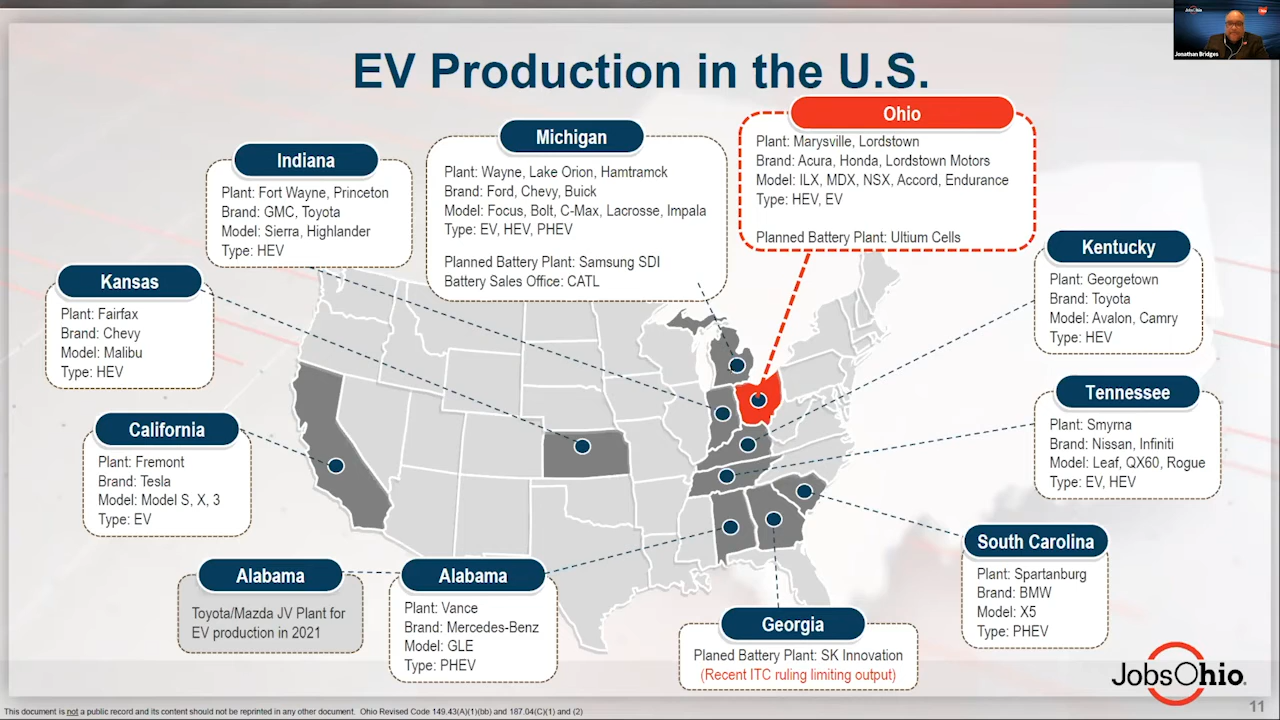 EV Production in the U.S.
JobsOhio
Jonathan Bridges
Indiana
Plant: Fort Wayne, Princeton
Brand: GMC, Toyota
Model: Sierra, Highlander
Type: HEV
Michigan
Plant: Wayne, Lake Orion, Hamtramck
Brand: Ford, Chevy, Buick
Model: Focus, Bolt, C-Max, Lacrosse, Impala
Type: EV, HEV, PHEV
Planned Battery Plant: Samsung SDI
Battery Sales Office: CATL
Ohio
Plant: Marysville, Lordstown
Brand: Acura, Honda, Lordstown Motors
Model: ILX, MDX, NSX, Accord, Endurance
Type: HEV, EV
Planned Battery Plant: Ultium Cells
Kansas
Plant: Fairfax
Brand: Chevy
Model: Malibu
Type: HEV
Kentucky
Plant: Georgetown
Brand: Toyota
Model: Avalon, Camry
Type: HEV
California
Plant: Fremont
Brand: Tesla
Model: Model S, X, 3
Type: EV
Tennessee
Plant: Smyrna
Brand: Nissan, Infiniti
Model: Leaf, QX60, Rogue
Type: EV, HEV
Alabama
Toyota/Mazda JV Plant for
EV production in 2021
Alabama
Plant: Vance
Brand: Mercedes-Benz
Model: GLE
Type: PHEV
Georgia
Planed Battery Plant: SK Innovation
(Recent ITC ruling limiting output)
South Carolina
Plant: Spartanburg
Brand: BMW
Model: X5
Type: PHEV
JobsOhio
This document is not a public record and its content should not be reprinted in any other document. Ohio Revised Code 149.43(A)(1)(bb) and 187.04(C)(1) and (2)
11